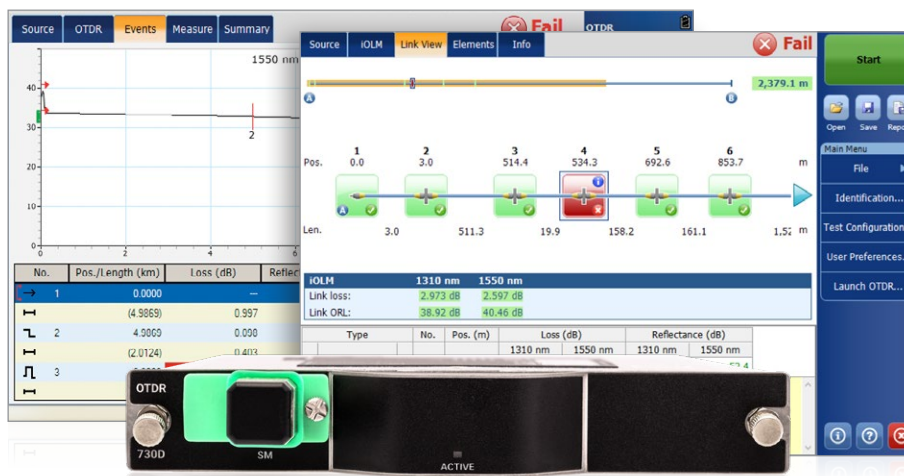 Source OTDR Events Measure Summary
Fail
OTDR
1550 nm
40
30
20
10
0
2
0 2 4 6
No. Pos./Length (km) Loss (dB) Reflec
1 0.0000 ---
(4.9869) 0.997
2 4.9869 0.090
(2.0124) 0.403
3
Source iOLM Link View Elements Info
Fail
2,379.1 m
A B
1 2 3 4 5 6
Pos. 0.0 3.0 514.4 534.3 692.6 853.7 m
A
Len. 3.0 511.3 19.9 158.2 161.1 m
iOLM 1310 nm 1550 nm
Link loss: 2.973 dB 2.597 dB
Link ORL: 38.92 dB 40.46 dB
Type No. Pos. (m) Loss (dB) Reflectance (dB)
1310 nm 1550 nm 1310 nm 1550 nm
Start
Open Save Repo
Main Menu
File
Identification...
Test Configuration
User Preferences.
Launch OTDR...
OTDR
730D
SM
ACTIVE